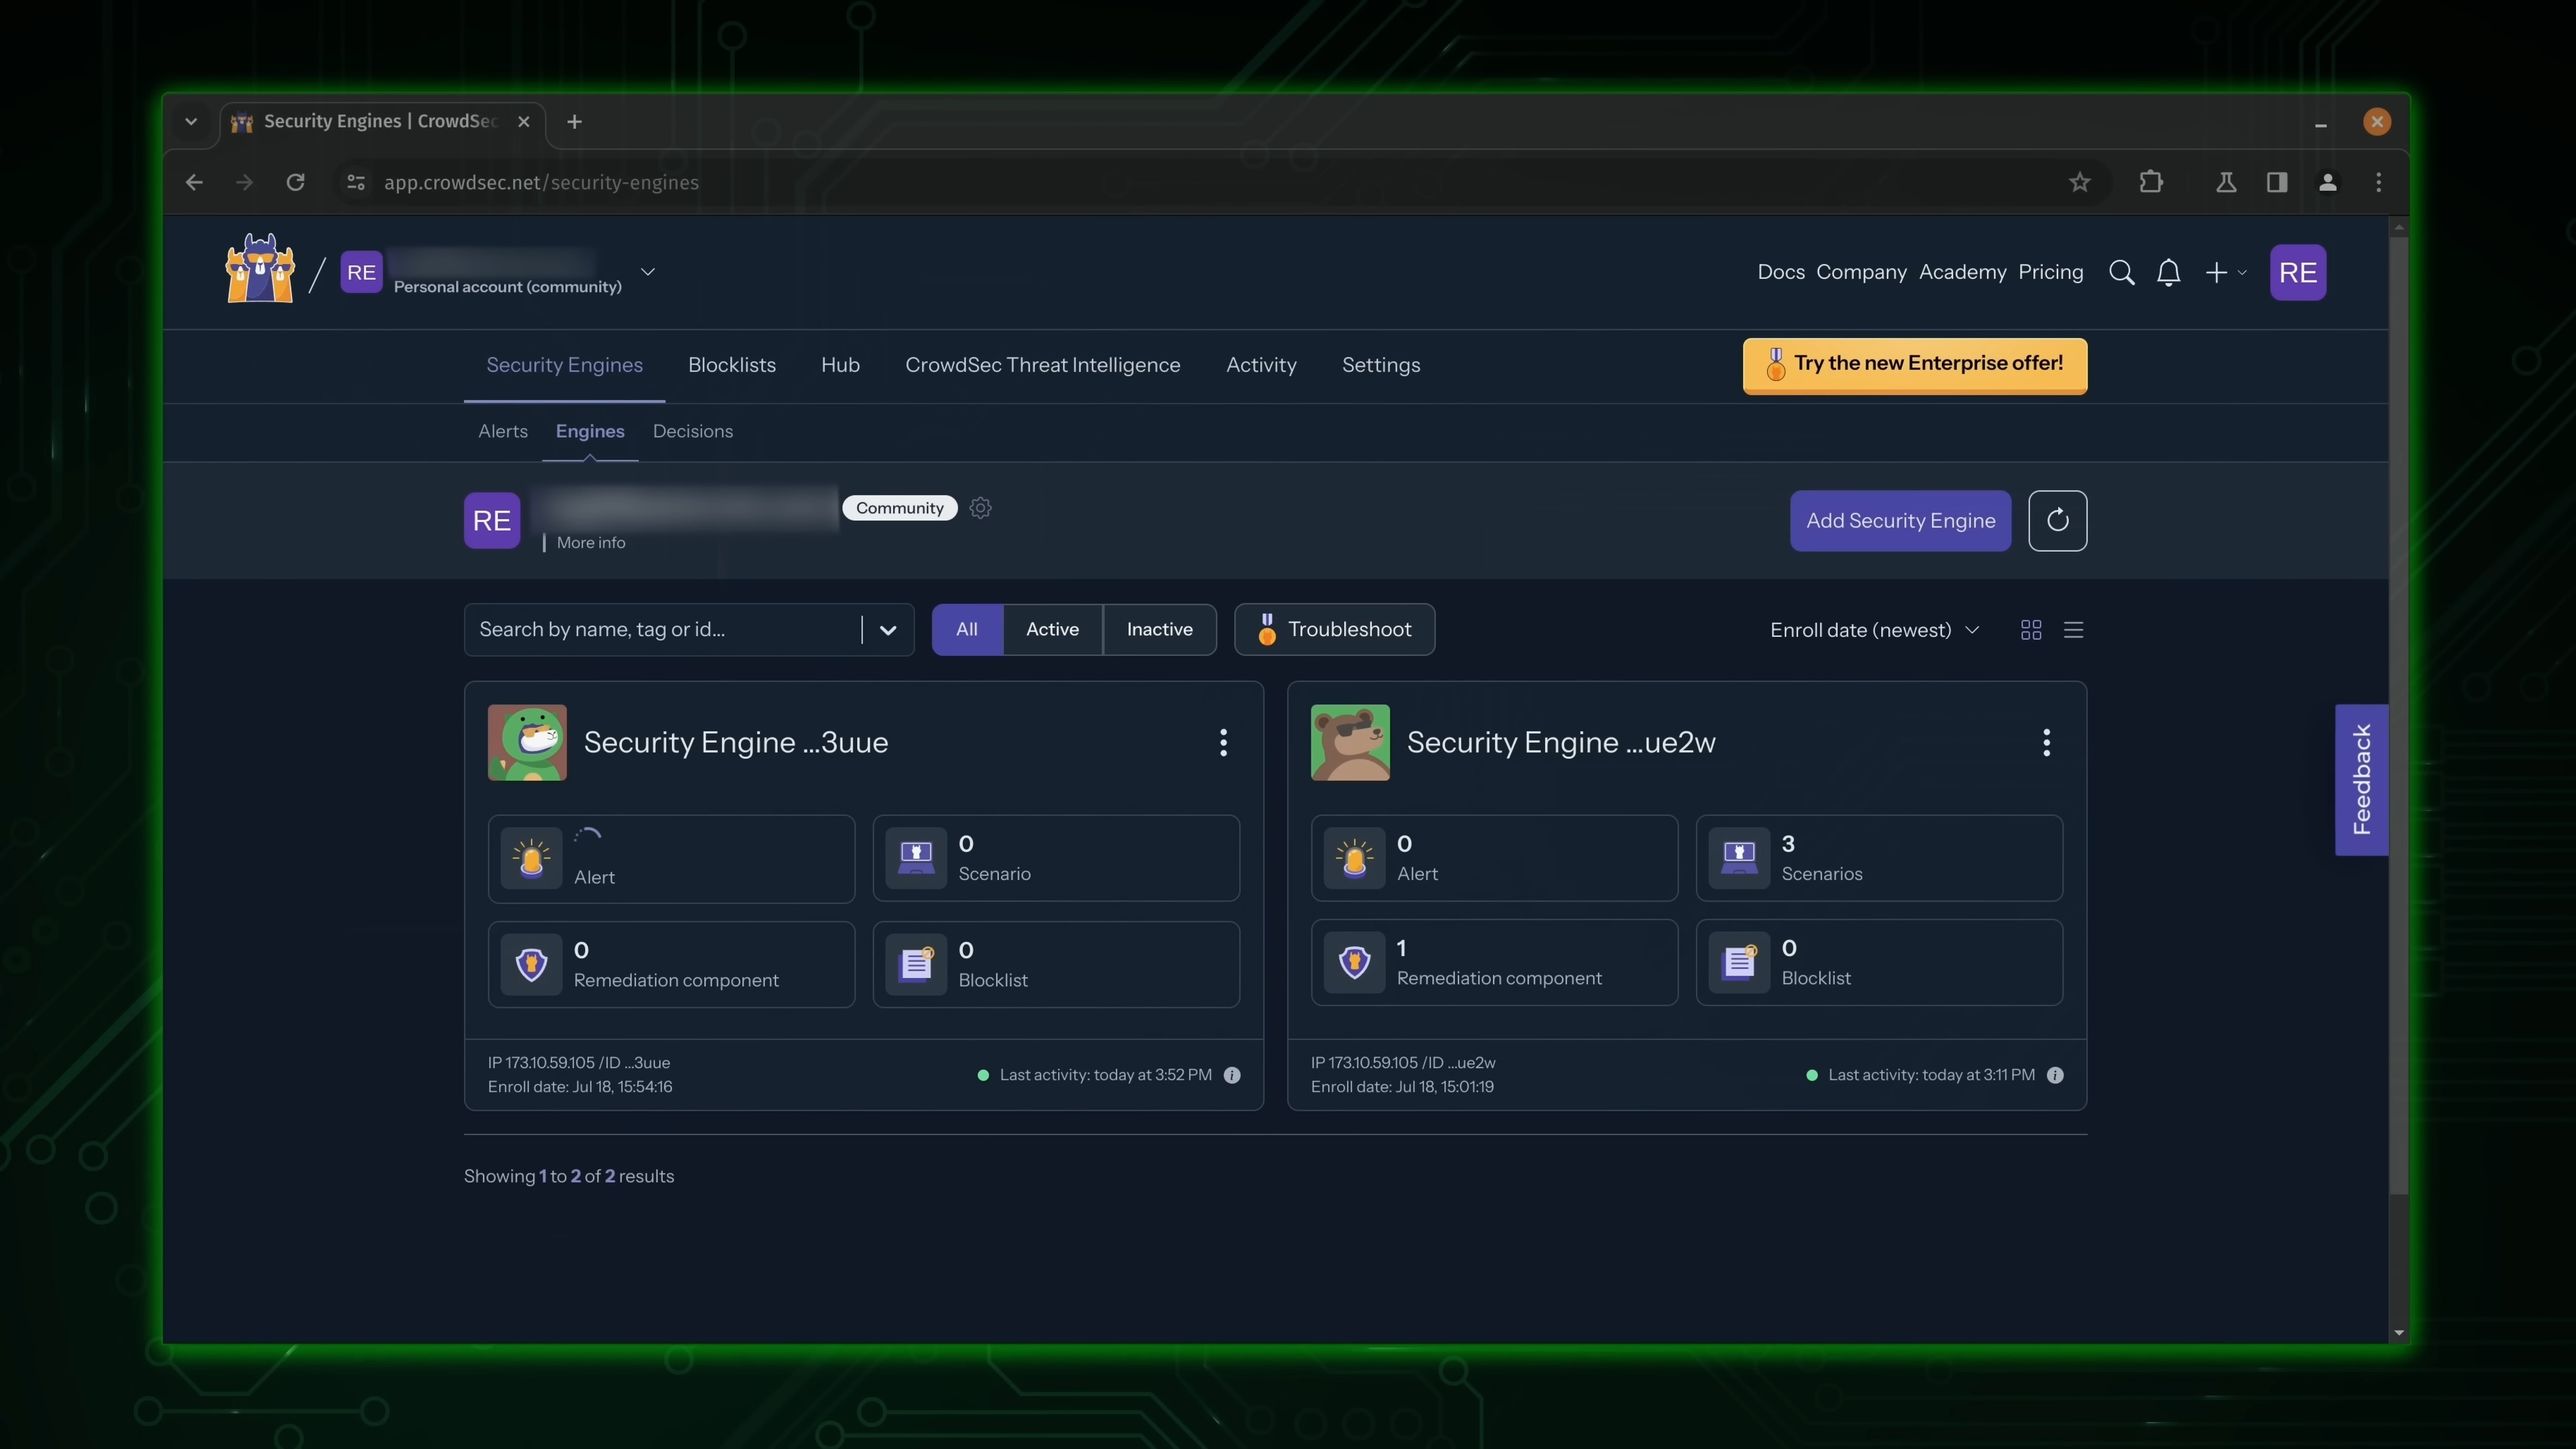 Security Engines | CrowdSec
app.crowdsec.net/security-engines
RE
Personal account (community)
Docs Company Academy Pricing
RE
Security Engines Blocklists Hub CrowdSec Threat Intelligence Activity Settings
Try the new Enterprise offer!
Alerts Engines Decisions
RE
Community
More info
Add Security Engine
Search by name, tag or id...
All Active Inactive
Troubleshoot
Enroll date (newest)
Security Engine ...3uue
Alert
0
Scenario
0
Remediation component
0
Blocklist
IP 173.10.59.105 /ID ...3uue
Enroll date: Jul 18, 15:54:16
Last activity: today at 3:52 PM
Security Engine ...ue2w
0
Alert
3
Scenarios
1
Remediation component
0
Blocklist
IP 173.10.59.105 /ID ...ue2w
Enroll date: Jul 18, 15:01:19
Last activity: today at 3:11 PM
Feedback
Showing 1 to 2 of 2 results